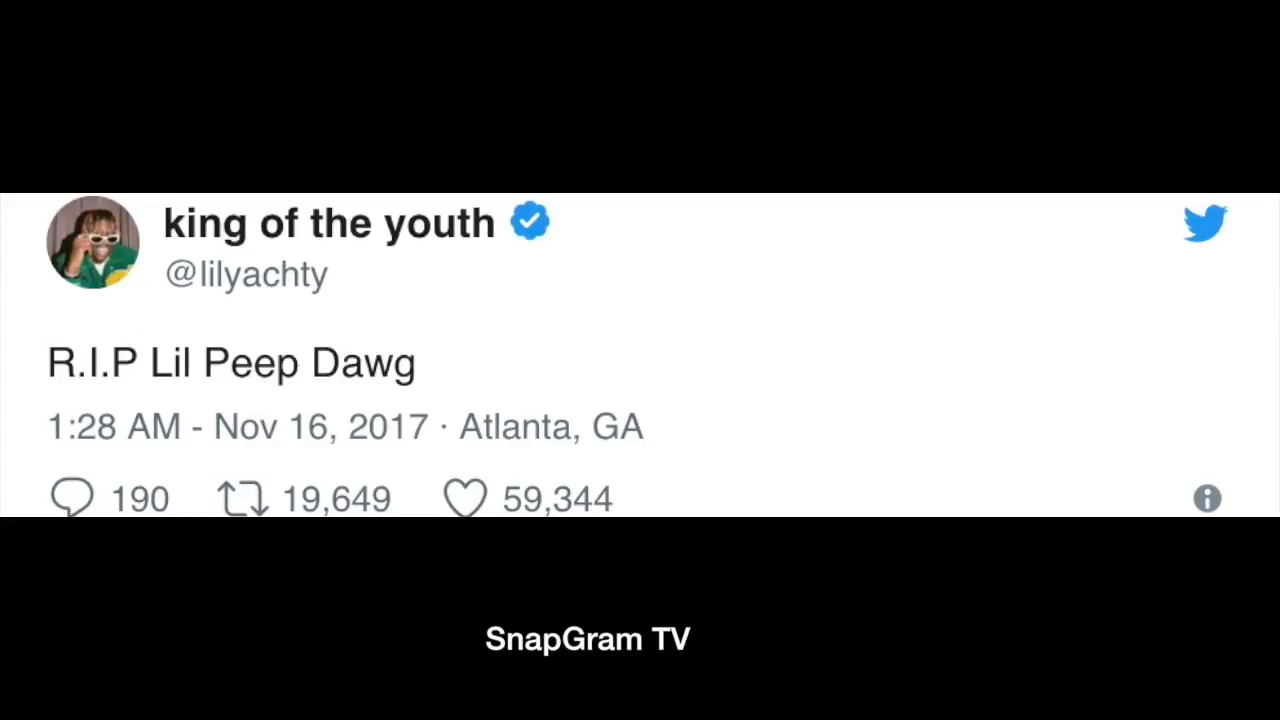 king of the youth
@lilyachty
R.I.P Lil Peep Dawg
1:28 AM - Nov 16, 2017 · Atlanta, GA
190 19,649 59,344
SnapGram TV